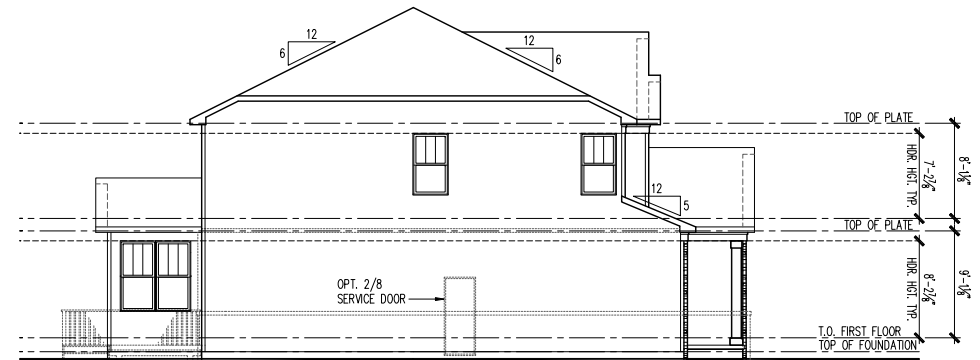 12
6
12
6
TOP OF PLATE
HDR. HGT. TYP.
7'-2⅞"
8'-1⅛"
12
5
TOP OF PLATE
HDR. HGT. TYP.
8'-2⅞"
9'-1⅛"
OPT. 2/8
SERVICE DOOR
T.O. FIRST FLOOR
TOP OF FOUNDATION